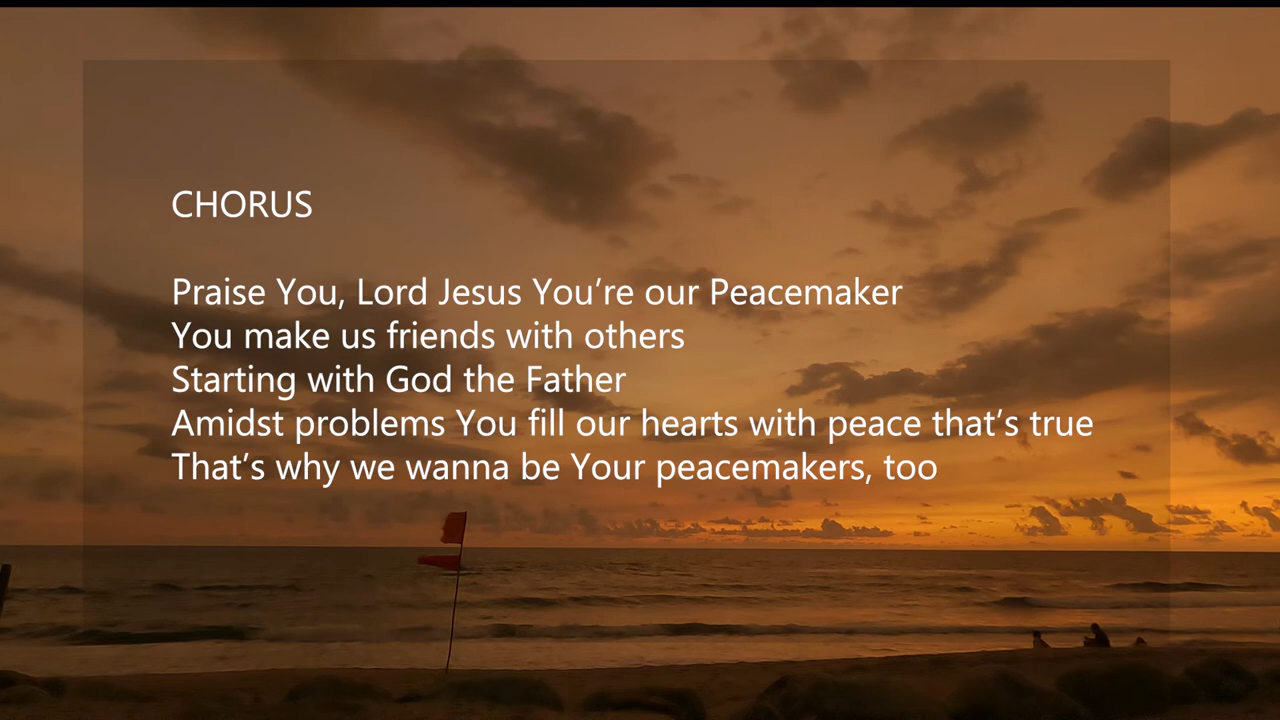 CHORUS
Praise You, Lord Jesus You’re our Peacemaker
You make us friends with others
Starting with God the Father
Amidst problems You fill our hearts with peace that’s true
That’s why we wanna be Your peacemakers, too